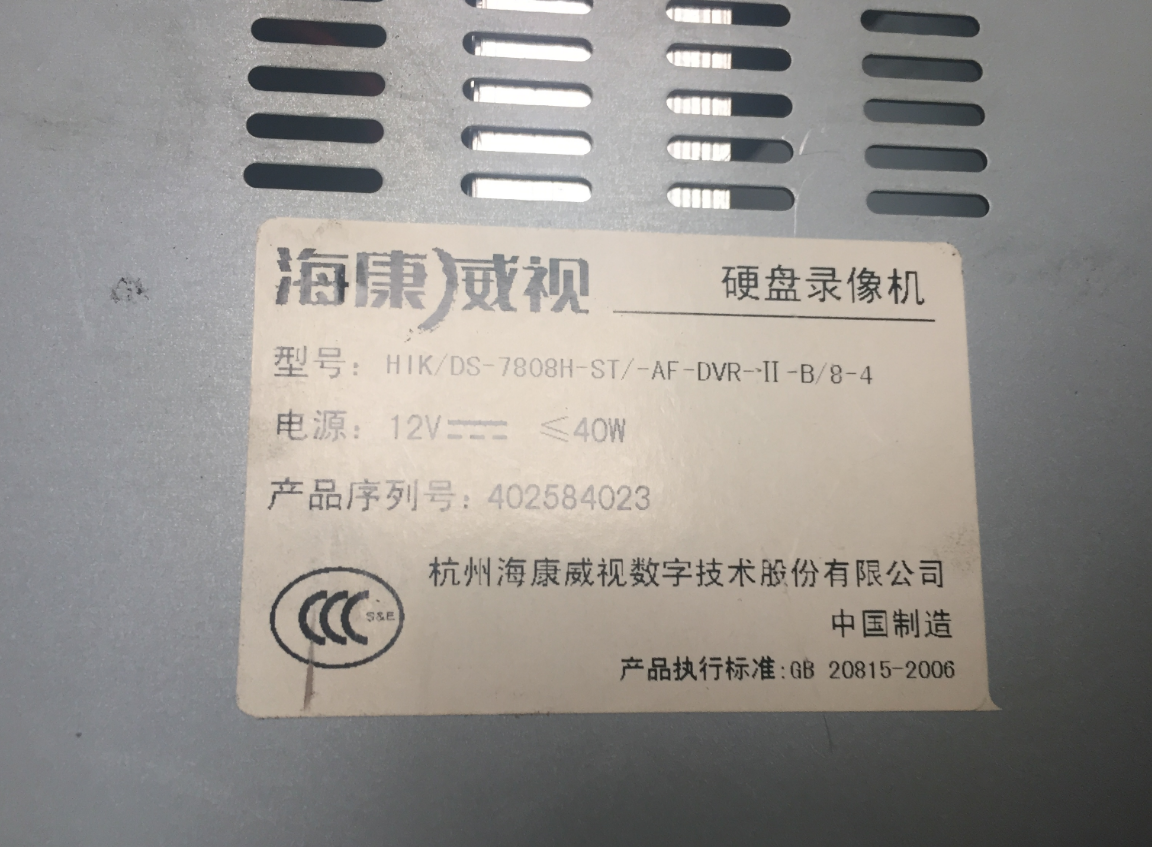 海康威视 硬盘录像机
型号：HIK/DS-7808H-ST/-AF-DVR-Ⅱ-B/8-4
电源：12V⎓ ≤40W
产品序列号：402584023
杭州海康威视数字技术股份有限公司
CCC S&E
中国制造
产品执行标准:GB 20815-2006